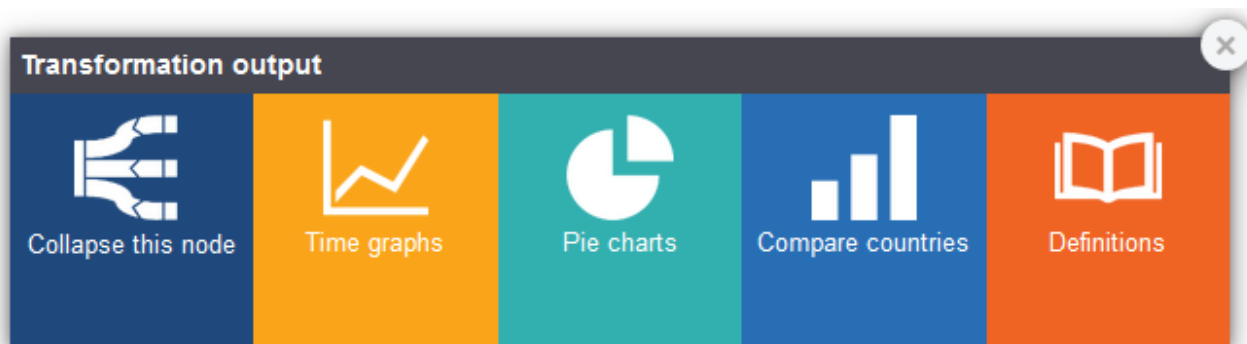 Transformation output
Collapse this node
Time graphs
Pie charts
Compare countries
Definitions